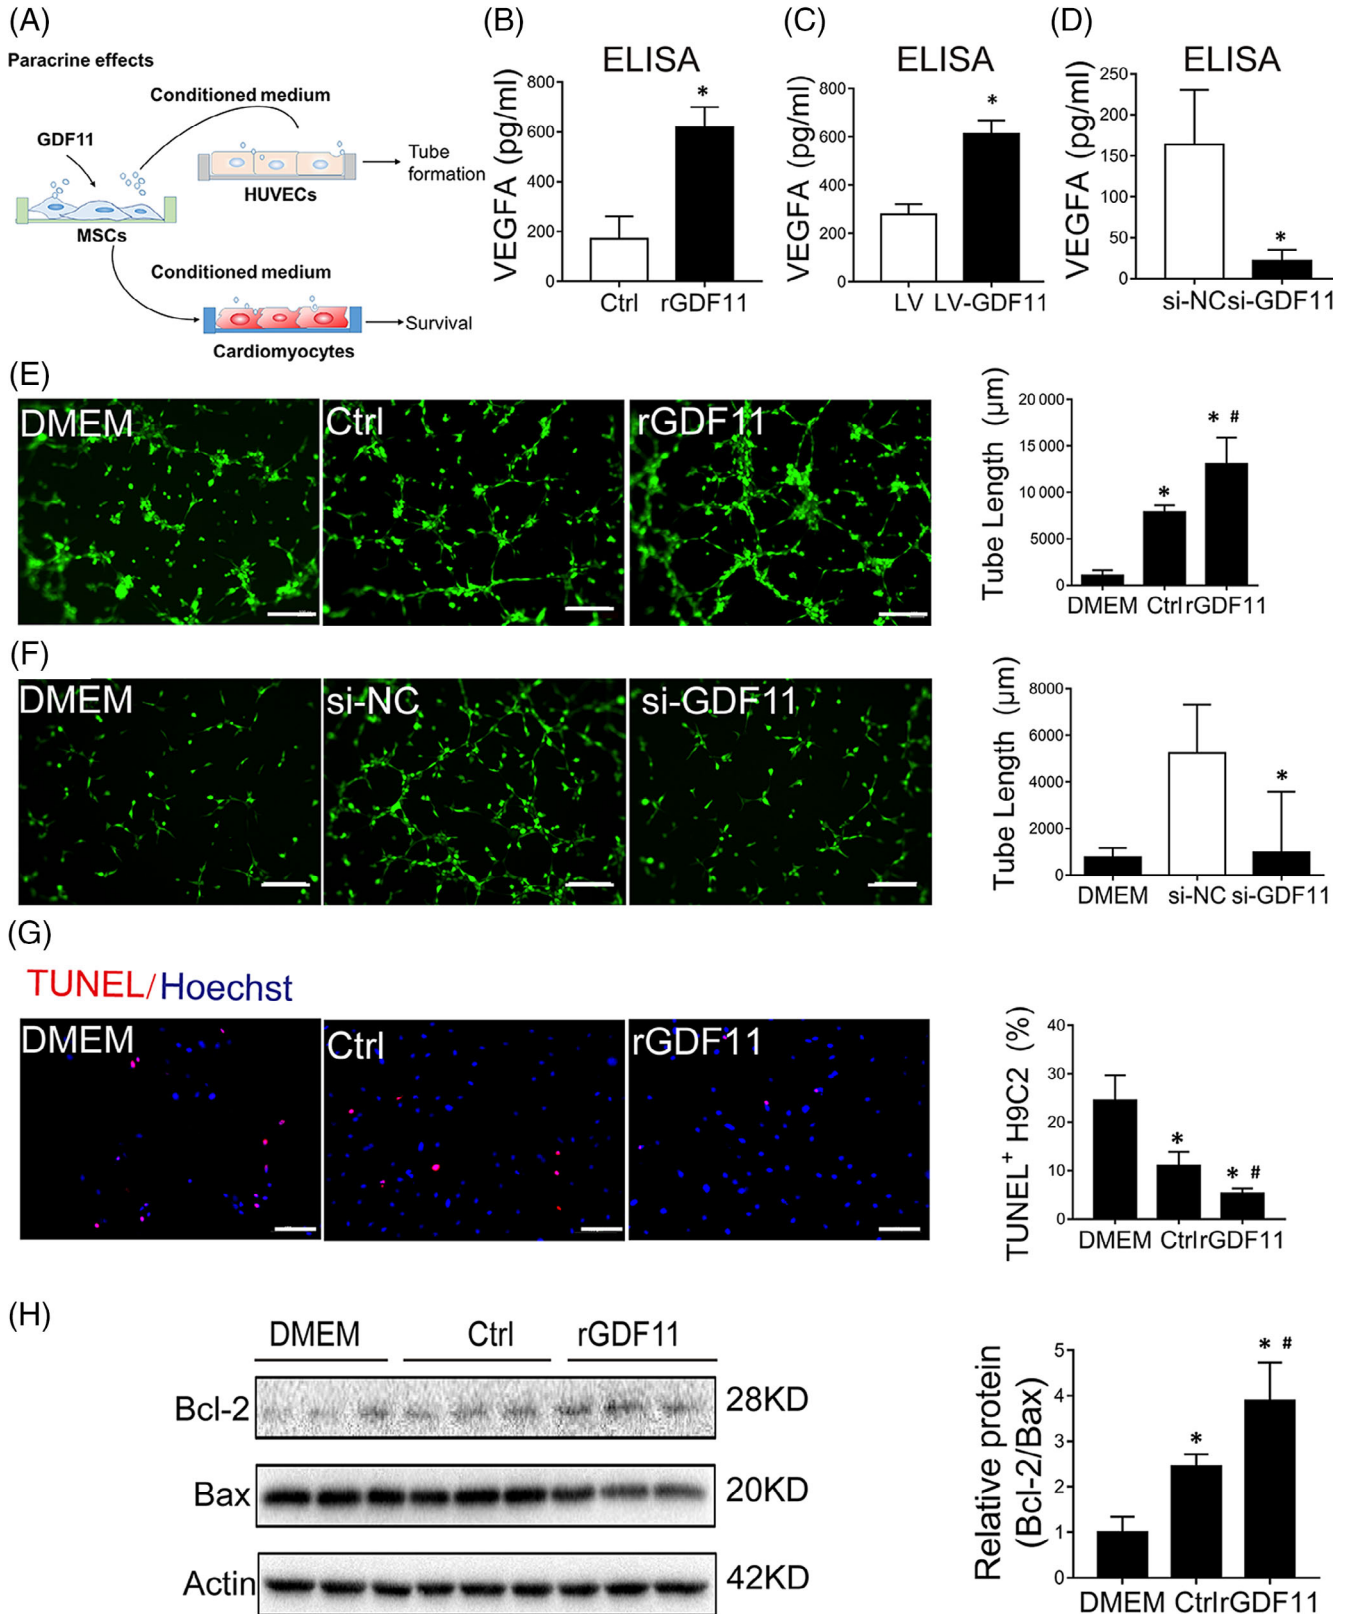 (A)
Paracrine effects
Conditioned medium
GDF11
Tube
formation
HUVECs
MSCs
Conditioned medium
Survival
Cardiomyocytes
(B)
ELISA
VEGFA (pg/ml)
800
600
400
200
0
*
Ctrl rGDF11
(C)
ELISA
VEGFA (pg/ml)
800
600
400
200
0
*
LV LV-GDF11
(D)
ELISA
VEGFA (pg/ml)
250
200
150
100
50
0
*
si-NC si-GDF11
(E)
DMEM
Ctrl
rGDF11
Tube Length (μm)
20 000
15 000
10 000
5000
0
*
* #
DMEM Ctrl rGDF11
(F)
DMEM
si-NC
si-GDF11
Tube Length (μm)
8000
6000
4000
2000
0
*
DMEM si-NC si-GDF11
(G)
TUNEL/Hoechst
DMEM
Ctrl
rGDF11
TUNEL+ H9C2 (%)
40
30
20
10
0
*
* #
DMEM Ctrl rGDF11
(H)
DMEM Ctrl rGDF11
Bcl-2 28KD
Bax 20KD
Actin 42KD
Relative protein
(Bcl-2/Bax)
5
4
3
2
1
0
*
* #
DMEM Ctrl rGDF11